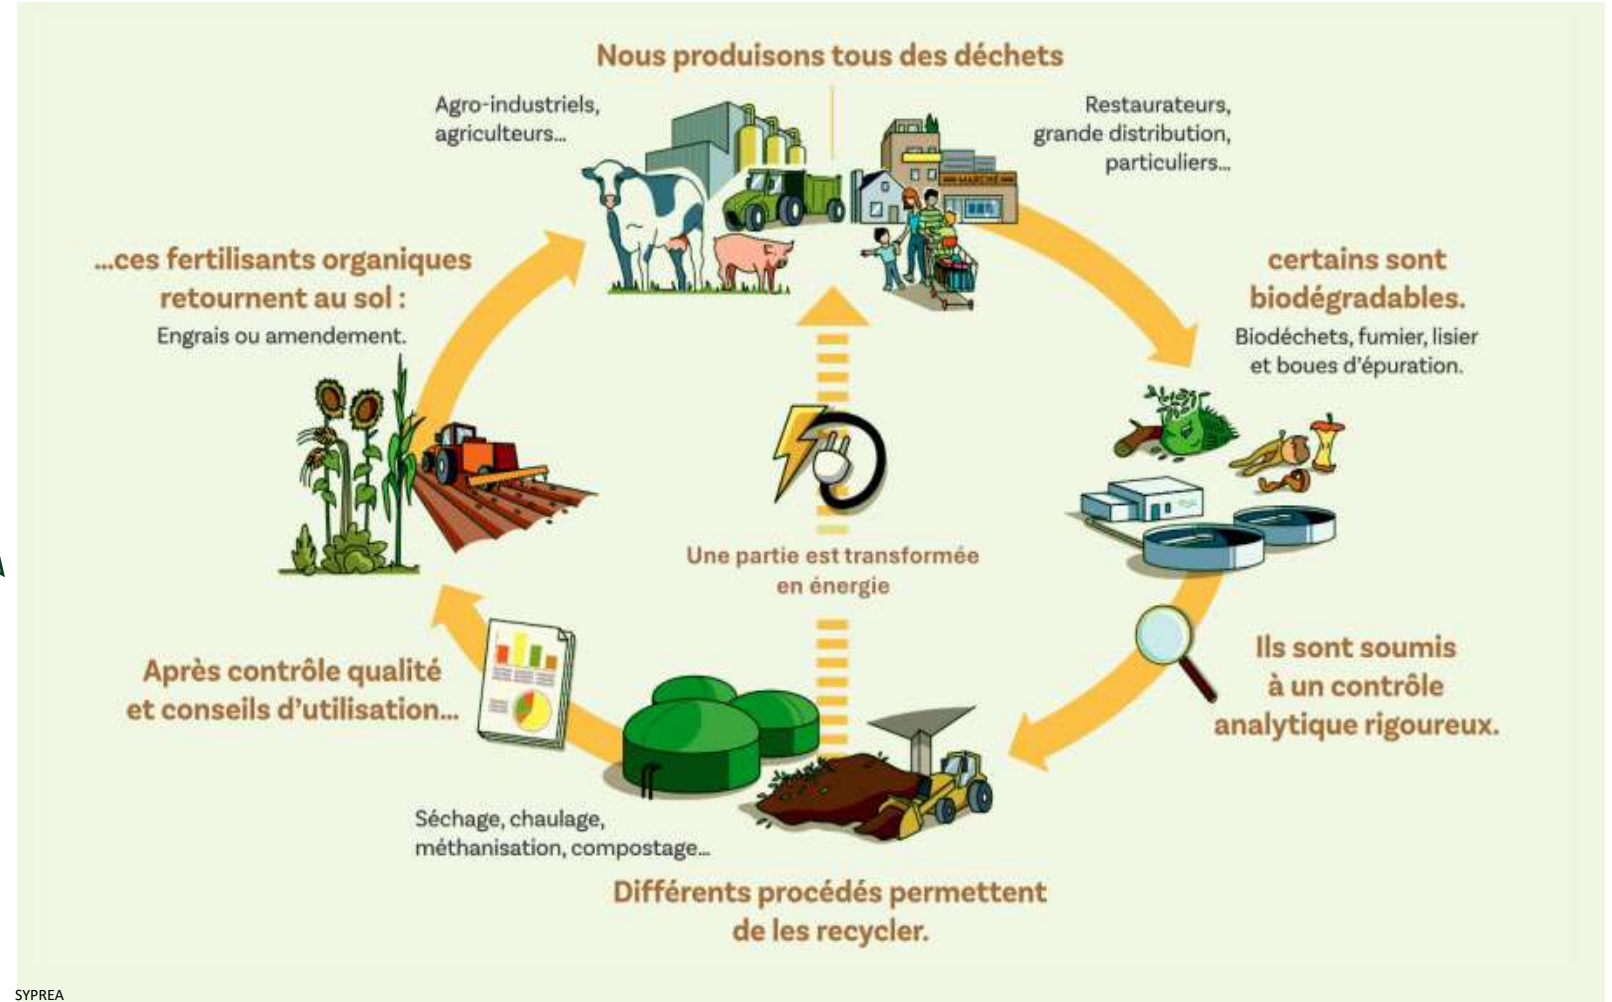 Nous produisons tous des déchets
Agro-industriels,
agriculteurs...
Restaurateurs,
grande distribution,
particuliers...
MARCHÉ
certains sont
biodégradables.
Biodéchets, fumier, lisier
et boues d'épuration.
Ils sont soumis
à un contrôle
analytique rigoureux.
Différents procédés permettent
de les recycler.
Séchage, chaulage,
méthanisation, compostage...
Une partie est transformée
en énergie
Après contrôle qualité
et conseils d'utilisation...
...ces fertilisants organiques
retournent au sol :
Engrais ou amendement.
SYPREA